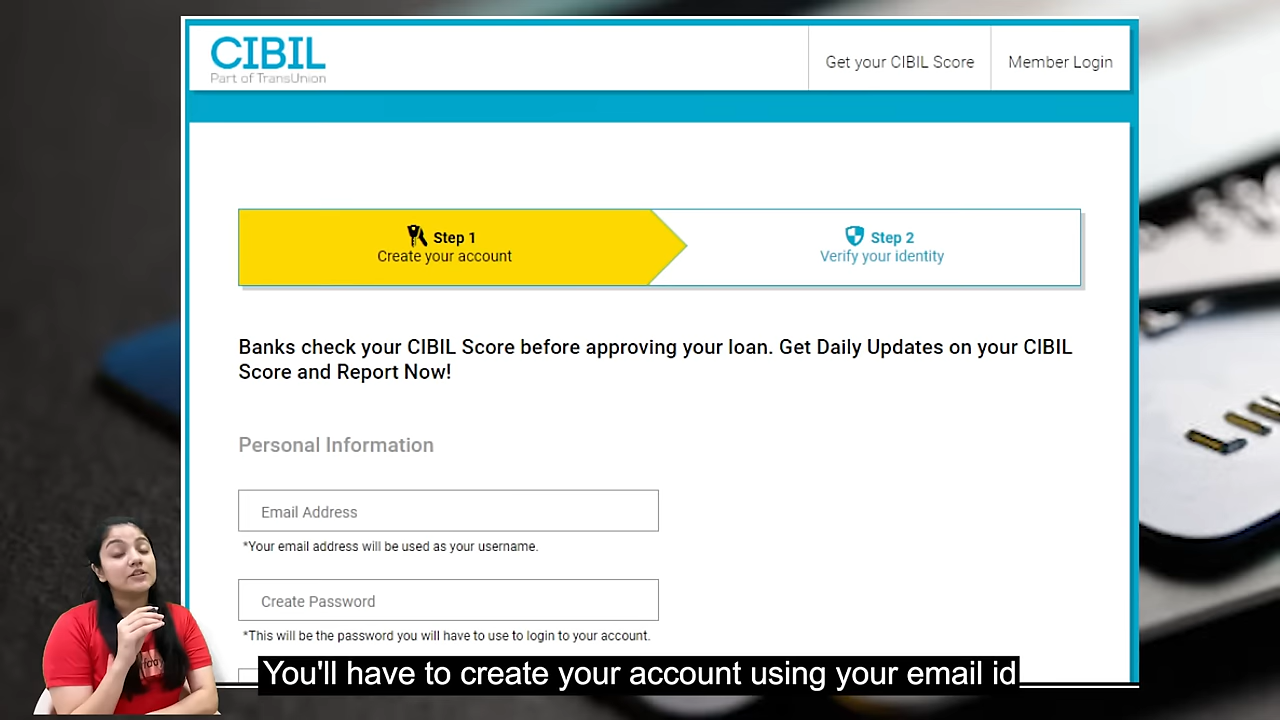 CIBIL
Part of TransUnion
Get your CIBIL Score
Member Login
Step 1
Create your account
Step 2
Verify your identity
Banks check your CIBIL Score before approving your loan. Get Daily Updates on your CIBIL
Score and Report Now!
Personal Information
Email Address
*Your email address will be used as your username.
Create Password
*This will be the password you will have to use to login to your account.
You'll have to create your account using your email id